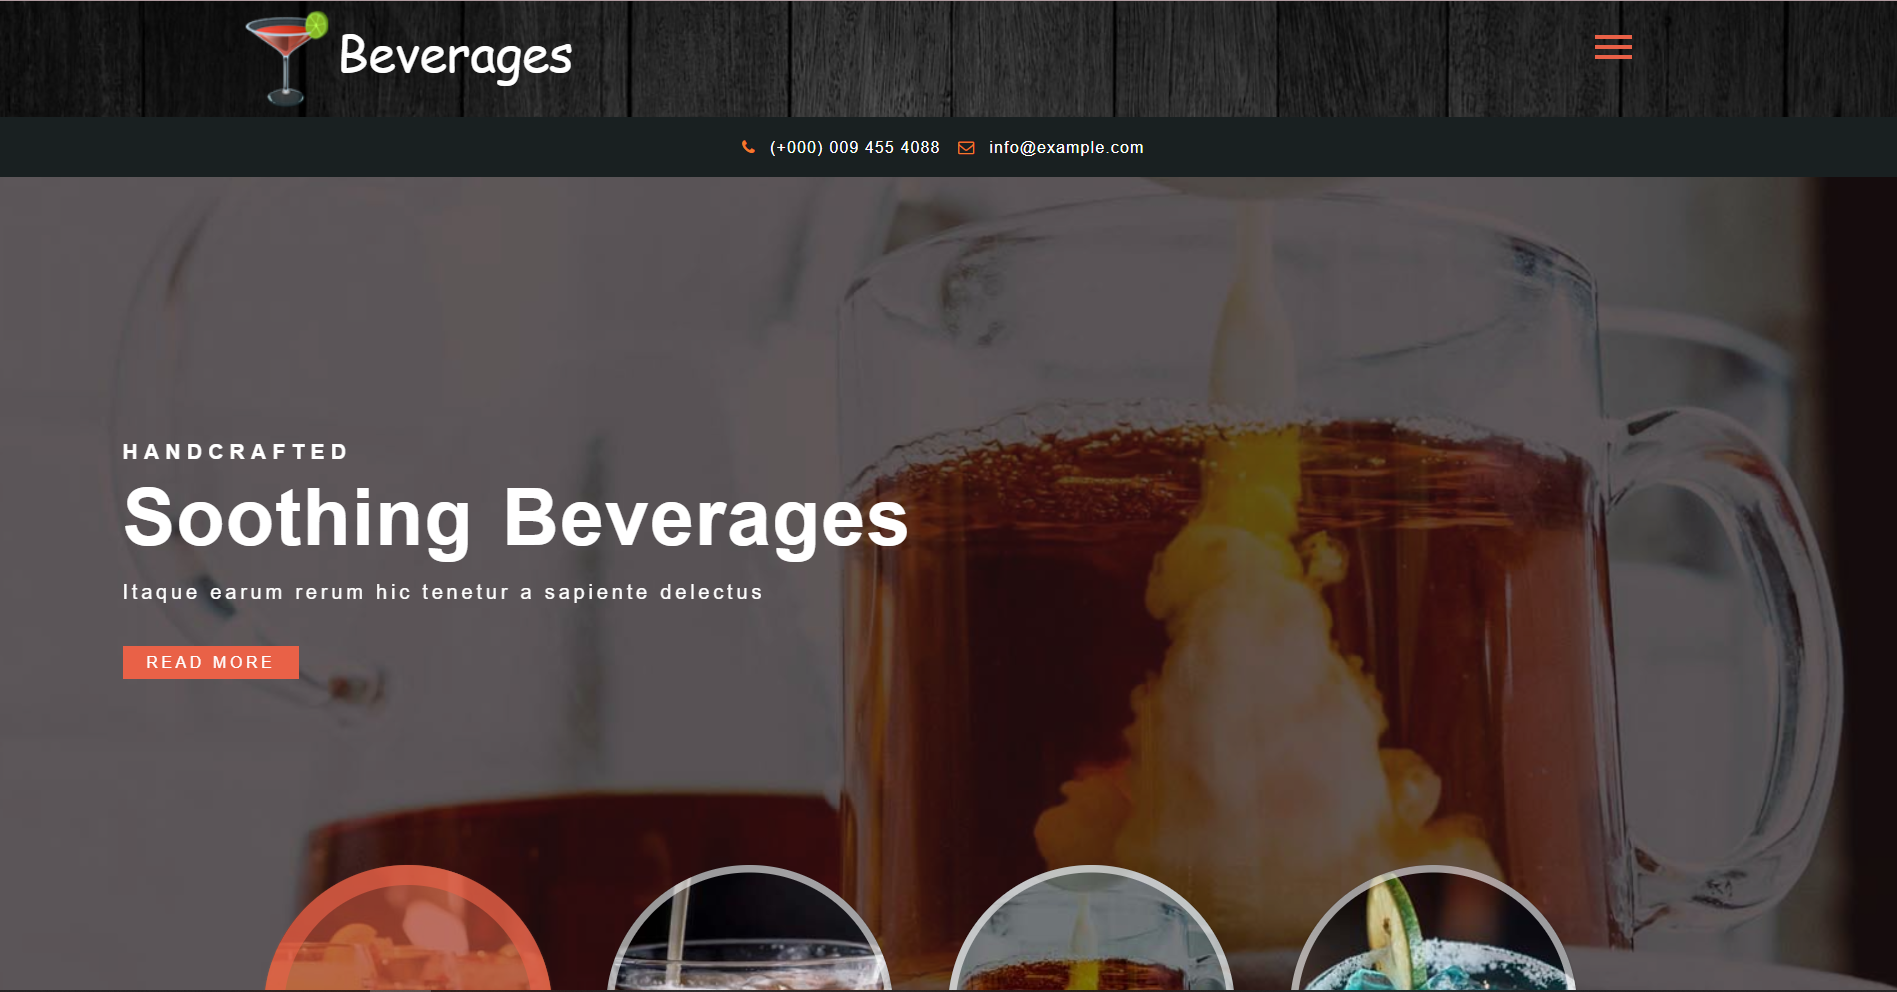 Beverages
(+000) 009 455 4088 info@example.com
HANDCRAFTED
Soothing Beverages
Itaque earum rerum hic tenetur a sapiente delectus
READ MORE